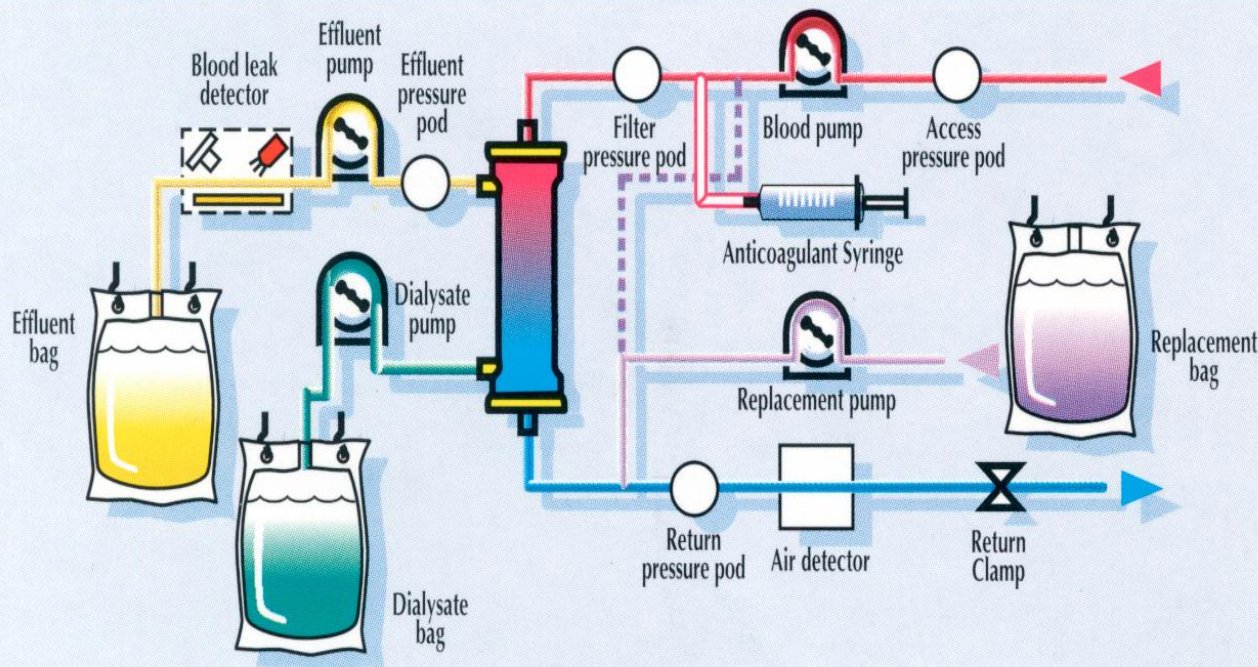 Effluent
pump
Blood leak
detector
Effluent
pressure
pod
Filter
pressure pod
Blood pump
Access
pressure pod
Anticoagulant Syringe
Effluent
bag
Dialysate
pump
Replacement
bag
Replacement pump
Return
pressure pod
Air detector
Return
Clamp
Dialysate
bag